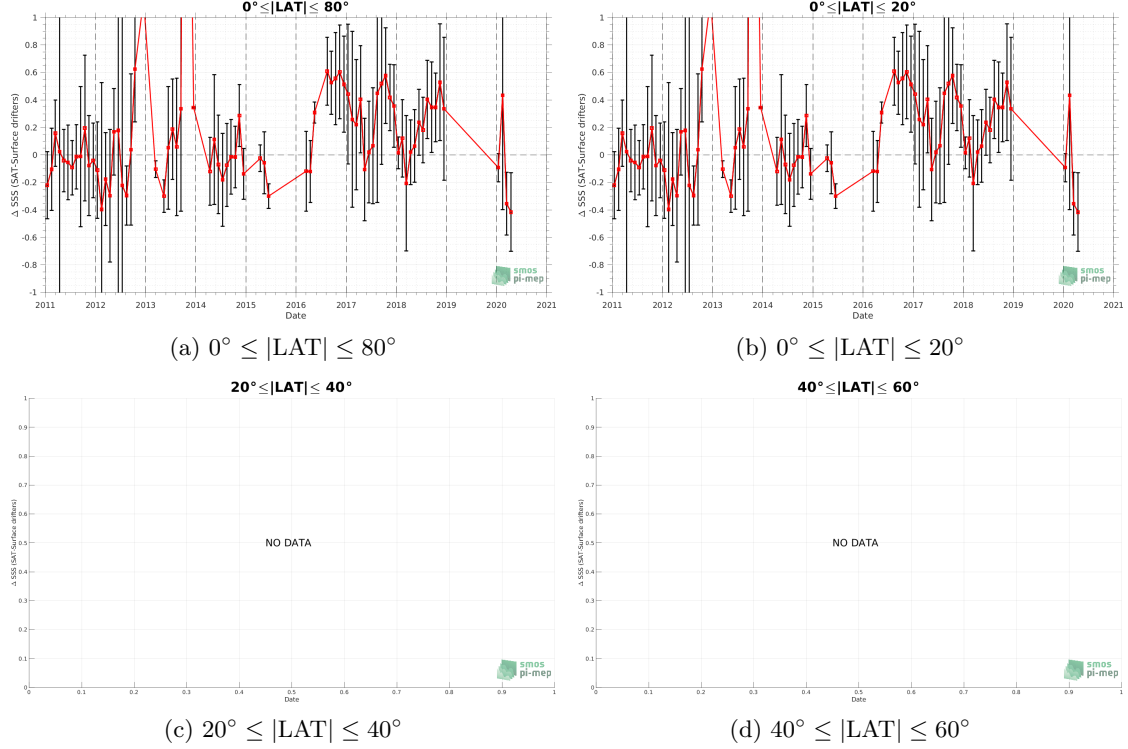 0°≤|LAT|≤ 80°
Δ SSS (SAT-Surface drifters)
1
0.8
0.6
0.4
0.2
0
-0.2
-0.4
-0.6
-0.8
-1
2011 2012 2013 2014 2015 2016 2017 2018 2019 2020 2021
Date
smos
pi-mep
(a) 0° ≤ |LAT| ≤ 80°
0°≤|LAT|≤ 20°
Δ SSS (SAT-Surface drifters)
1
0.8
0.6
0.4
0.2
0
-0.2
-0.4
-0.6
-0.8
-1
2011 2012 2013 2014 2015 2016 2017 2018 2019 2020 2021
Date
smos
pi-mep
(b) 0° ≤ |LAT| ≤ 20°
20°≤|LAT|≤ 40°
Δ SSS (SAT-Surface drifters)
1
0.9
0.8
0.7
0.6
0.5
0.4
0.3
0.2
0.1
0
NO DATA
0 0.1 0.2 0.3 0.4 0.5 0.6 0.7 0.8 0.9 1
Date
smos
pi-mep
(c) 20° ≤ |LAT| ≤ 40°
40°≤|LAT|≤ 60°
Δ SSS (SAT-Surface drifters)
1
0.9
0.8
0.7
0.6
0.5
0.4
0.3
0.2
0.1
0
NO DATA
0 0.1 0.2 0.3 0.4 0.5 0.6 0.7 0.8 0.9 1
Date
smos
pi-mep
(d) 40° ≤ |LAT| ≤ 60°